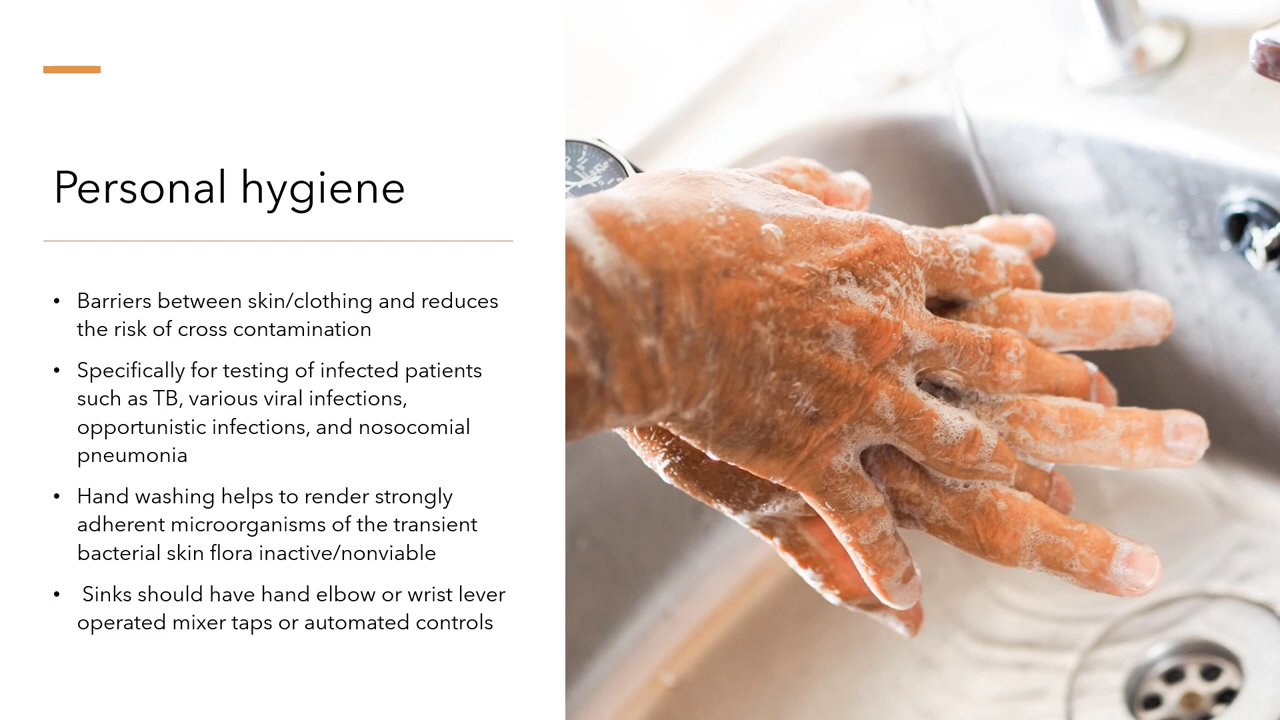 Personal hygiene
• Barriers between skin/clothing and reduces
the risk of cross contamination
• Specifically for testing of infected patients
such as TB, various viral infections,
opportunistic infections, and nosocomial
pneumonia
• Hand washing helps to render strongly
adherent microorganisms of the transient
bacterial skin flora inactive/nonviable
• Sinks should have hand elbow or wrist lever
operated mixer taps or automated controls